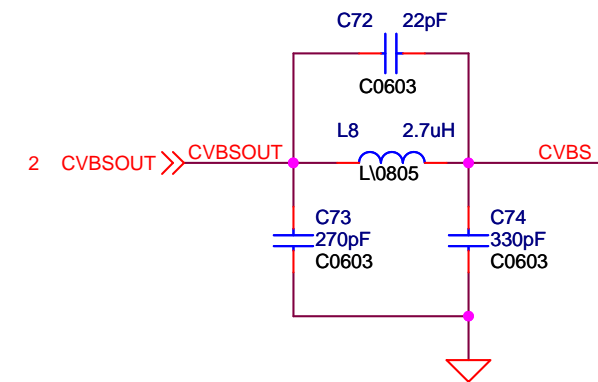 C72 22pF
C0603
L8 2.7uH
2 CVBSOUT CVBSOUT CVBS
L\0805
C73
270pF
C0603
C74
330pF
C0603